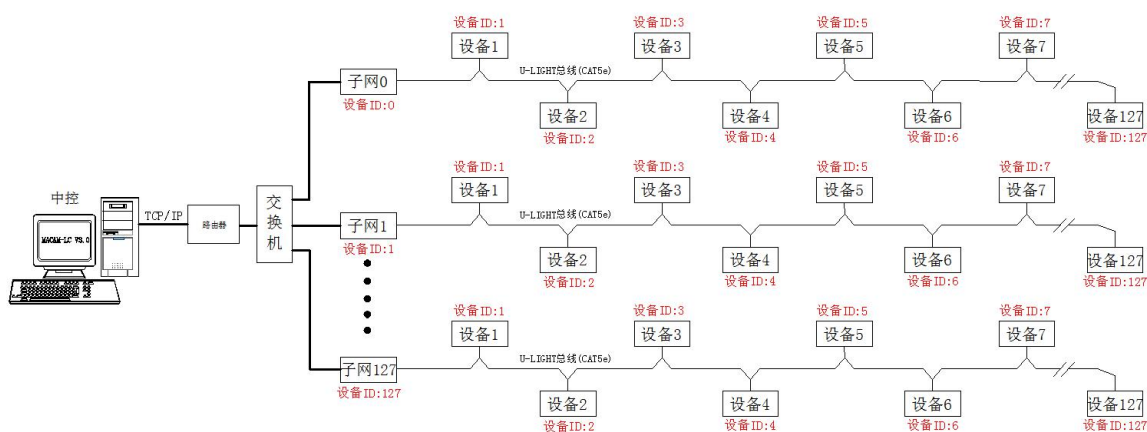 设备ID:1
设备ID:3
设备ID:5
设备ID:7
设备1
设备3
设备5
设备7
U-LIGHT总线(CAT5e)
子网0
设备ID:0
设备2
设备4
设备6
设备127
设备ID:2
设备ID:4
设备ID:6
设备ID:127
设备ID:1
设备ID:3
设备ID:5
设备ID:7
设备1
设备3
设备5
设备7
中控
MACAM-LC V3.0
TCP/IP
路由器
交换机
U-LIGHT总线(CAT5e)
子网1
设备ID:1
设备2
设备4
设备6
设备127
设备ID:2
设备ID:4
设备ID:6
设备ID:127
设备ID:1
设备ID:3
设备ID:5
设备ID:7
设备1
设备3
设备5
设备7
U-LIGHT总线(CAT5e)
子网127
设备ID:127
设备2
设备4
设备6
设备127
设备ID:2
设备ID:4
设备ID:6
设备ID:127